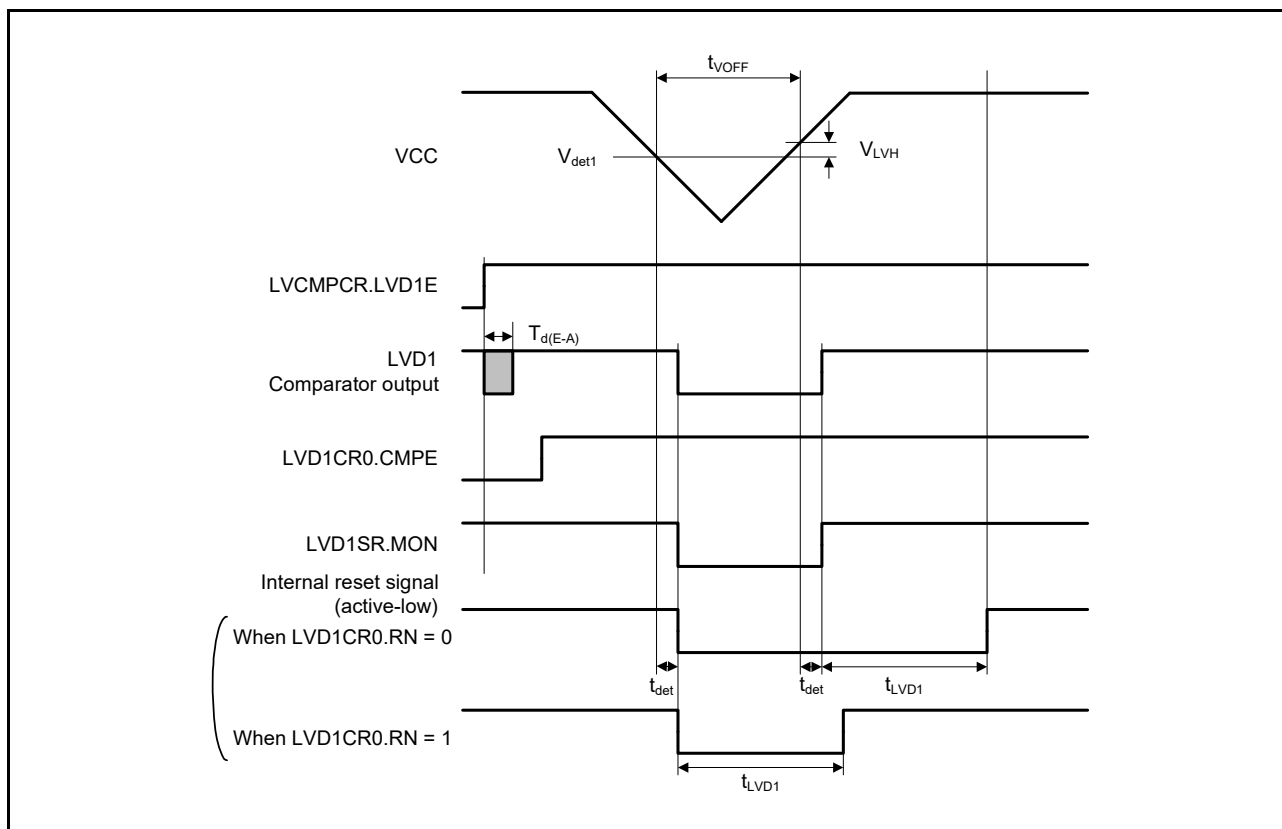 tVOFF
VCC
Vdet1
VLVH
LVCMPCR.LVD1E
Td(E-A)
LVD1
Comparator output
LVD1CR0.CMPE
LVD1SR.MON
Internal reset signal
(active-low)
When LVD1CR0.RN = 0
tdet
tdet
tLVD1
When LVD1CR0.RN = 1
tLVD1